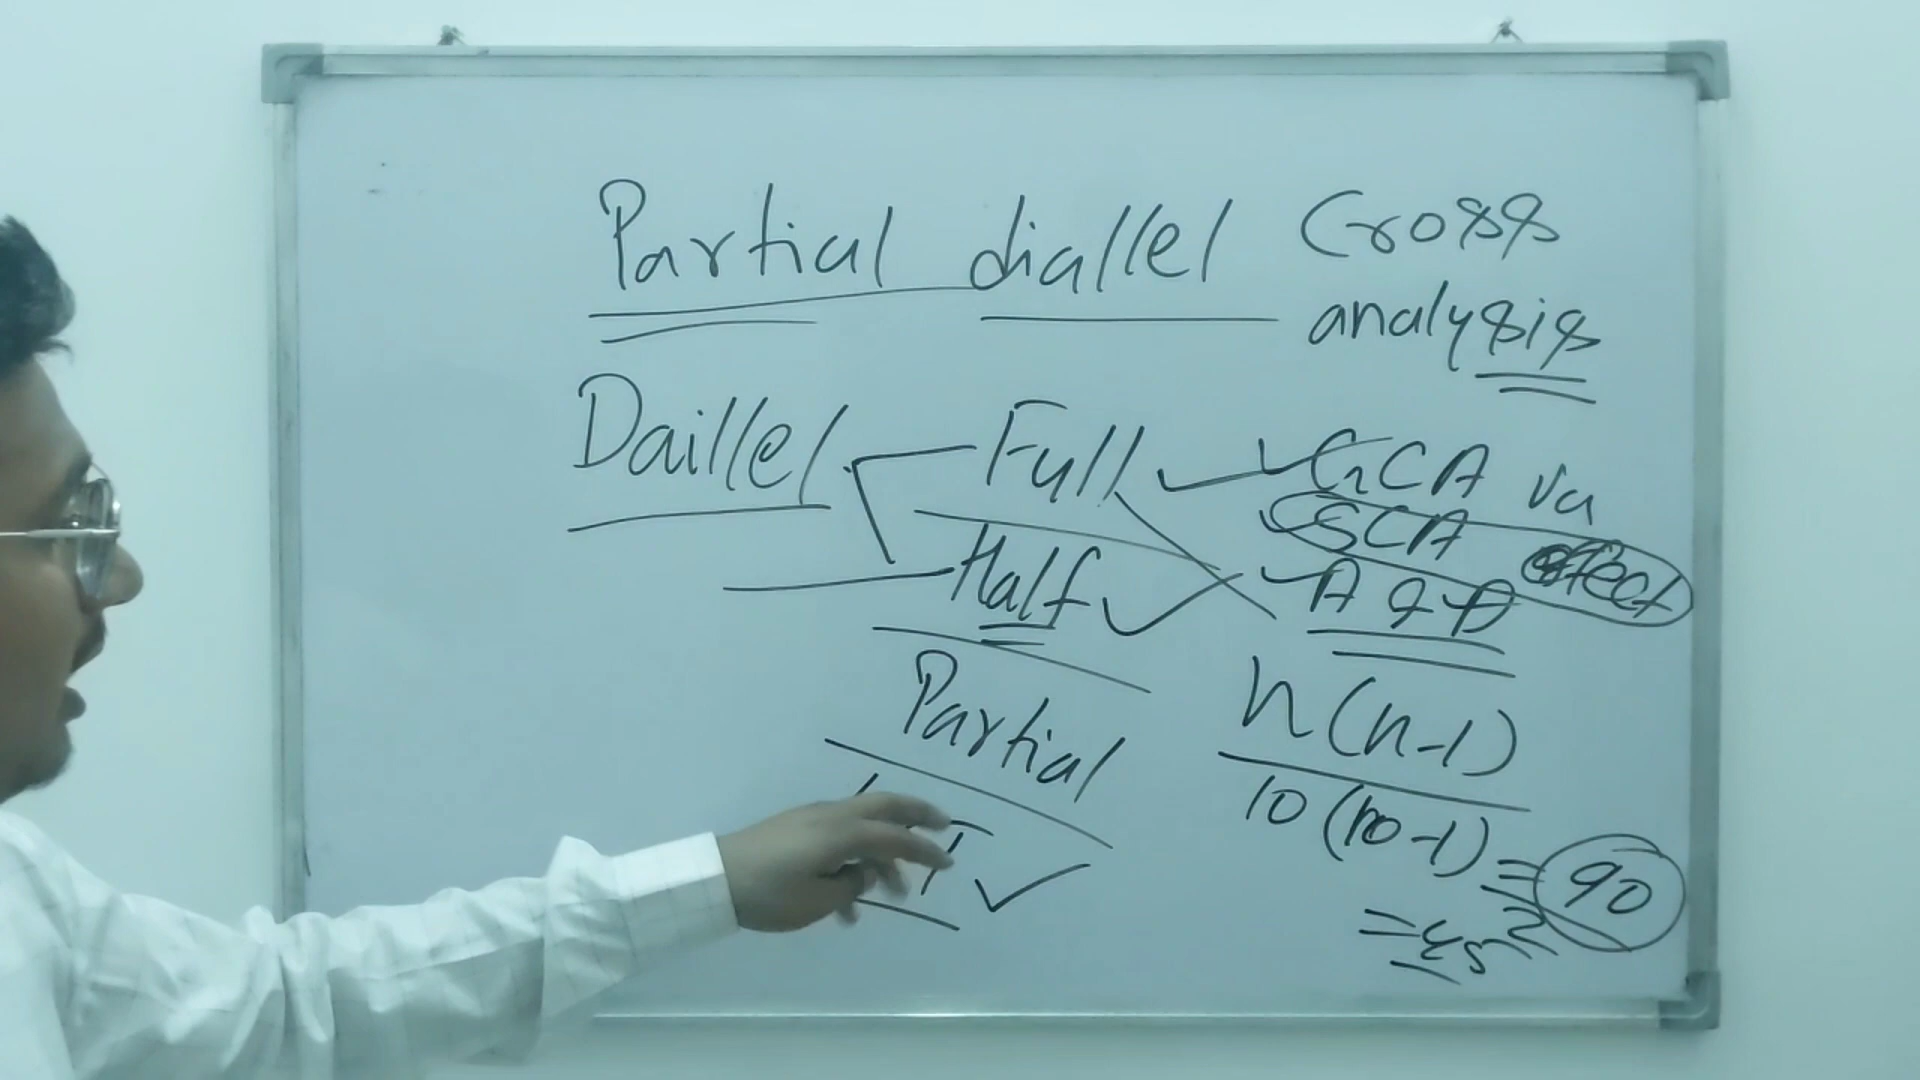 Partial diallel Cross
analysis
Daillel Full GCA va
SCA effect
Half A & D
Partial n(n-1)
10 (10-1) = 90
= 45